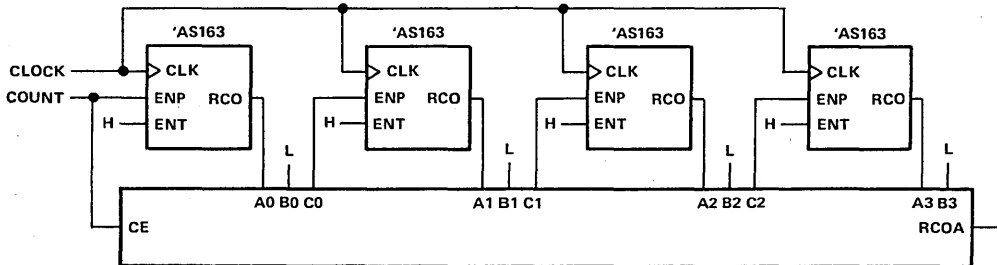 'AS163 'AS163 'AS163 'AS163
CLOCK CLK CLK CLK CLK
COUNT ENP RCO ENP RCO ENP RCO ENP RCO
H ENT H ENT H ENT H ENT
L L L L
A0 B0 C0 A1 B1 C1 A2 B2 C2 A3 B3
CE RCOA